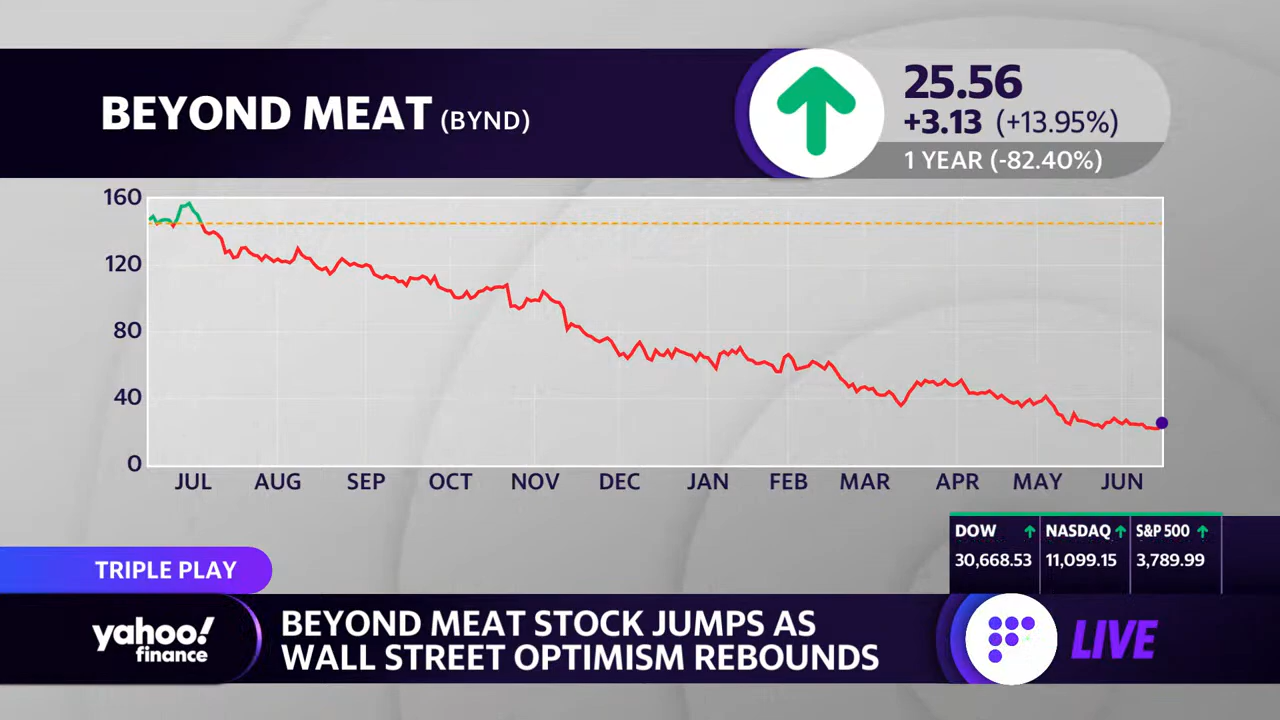 BEYOND MEAT (BYND)
25.56
+3.13 (+13.95%)
1 YEAR (-82.40%)
160
120
80
40
0
JUL AUG SEP OCT NOV DEC JAN FEB MAR APR MAY JUN
DOW NASDAQ S&P 500
30,668.53 11,099.15 3,789.99
TRIPLE PLAY
yahoo!
finance
BEYOND MEAT STOCK JUMPS AS
WALL STREET OPTIMISM REBOUNDS
LIVE